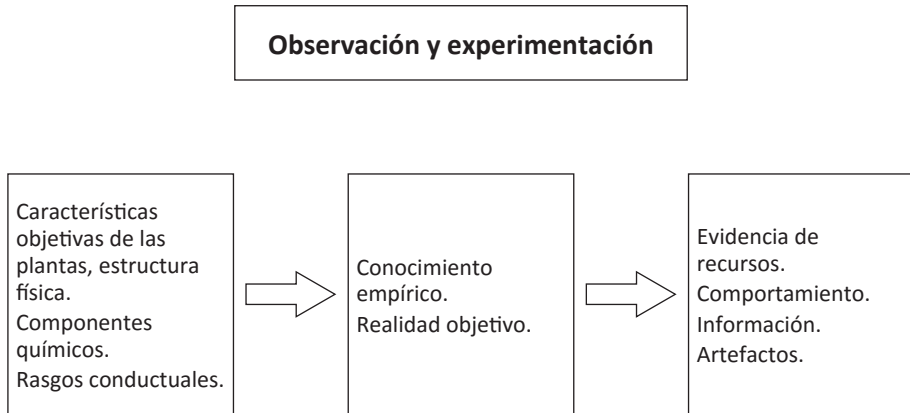 Observación y experimentación
Características
objetivas de las
plantas, estructura
física.
Componentes
químicos.
Rasgos conductuales.
Conocimiento
empírico.
Realidad objetivo.
Evidencia de
recursos.
Comportamiento.
Información.
Artefactos.